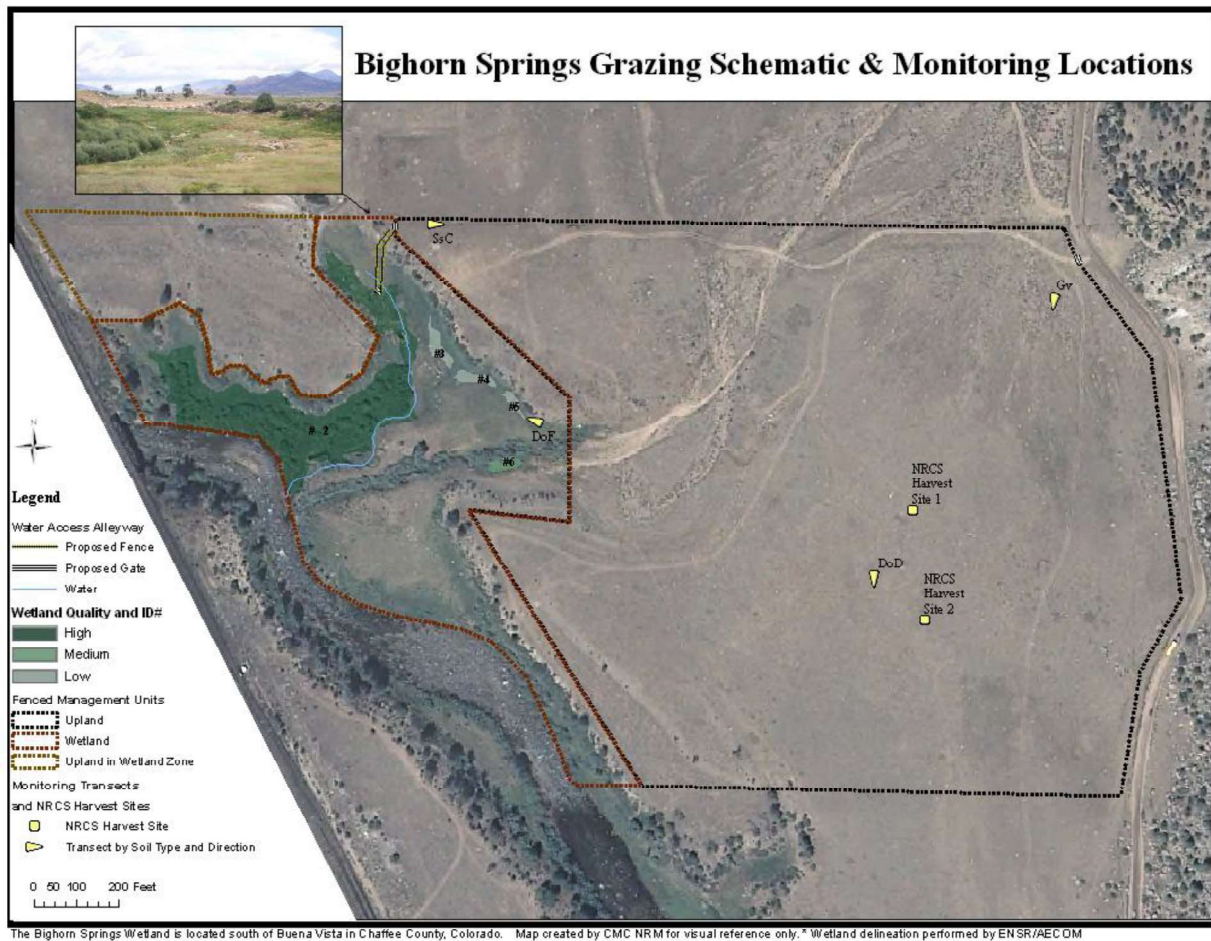 Bighorn Springs Grazing Schematic & Monitoring Locations
SsC
Gv
#3
#4
#5
DoF
# 2
#6
NRCS
Harvest
Site 1
DoD
NRCS
Harvest
Site 2
N
Legend
Water Access Alleyway
Proposed Fence
Proposed Gate
Water
Wetland Quality and ID#
High
Medium
Low
Fenced Management Units
Upland
Wetland
Upland in Wetland Zone
Monitoring Transects
and NRCS Harvest Sites
NRCS Harvest Site
Transect by Soil Type and Direction
0 50 100 200 Feet
The Bighorn Springs Wetland is located south of Buena Vista in Chaffee County, Colorado. Map created by CMC NRM for visual reference only. * Wetland delineation performed by ENSR/AECOM